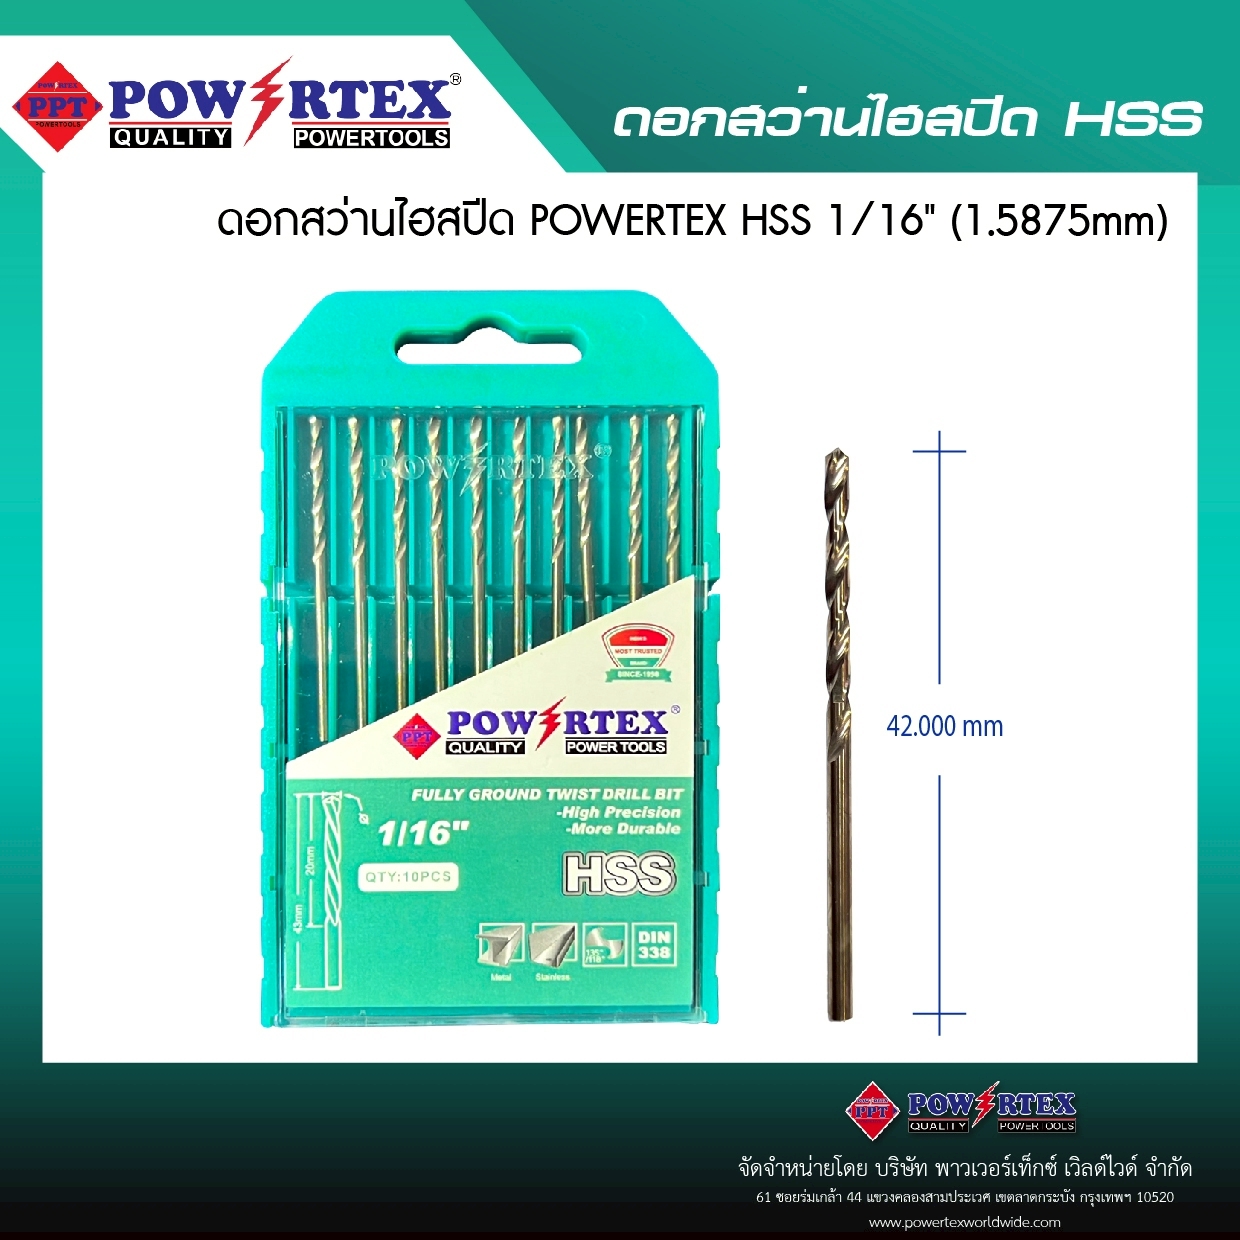 POWERTEX®
PPT
POWERTEX
POWERTOOLS
QUALITY POWERTOOLS
ดอกสว่านไฮสปีด HSS
ดอกสว่านไฮสปีด POWERTEX HSS 1/16" (1.5875mm)
POWERTEX®
MOST TRUSTED
BRAND
SINCE-1990
PPT POWERTEX®
QUALITY POWER TOOLS
FULLY GROUND TWIST DRILL BIT
-High Precision
-More Durable
1/16"
Ø
20mm
43mm
QTY:10PCS
HSS
Metal
Stainless
135°
/118°
DIN
338
42.000 mm
PPT POWERTEX
QUALITY POWERTOOLS
จัดจำหน่ายโดย บริษัท พาวเวอร์เท็กซ์ เวิลด์ไวด์ จำกัด
61 ซอยร่มเกล้า 44 แขวงคลองสามประเวศ เขตลาดกระบัง กรุงเทพฯ 10520
www.powertexworldwide.com